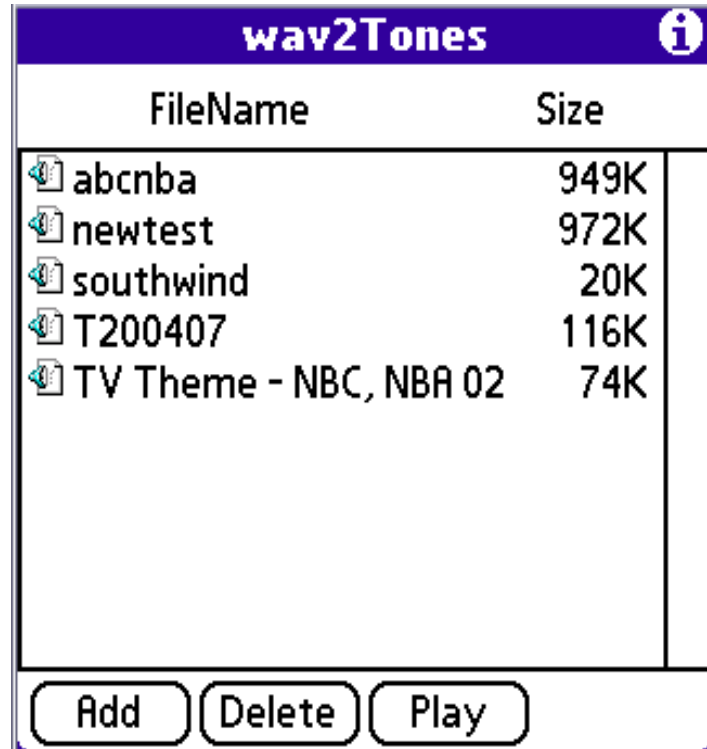 wav2Tones
FileName Size
abcnba 949K
newtest 972K
southwind 20K
T200407 116K
TV Theme - NBC, NBA 02 74K
Add Delete Play